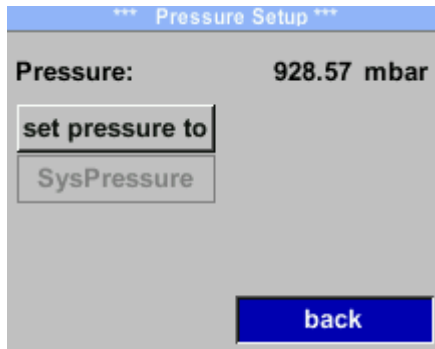 *** Pressure Setup ***
Pressure: 928.57 mbar
set pressure to
SysPressure
back